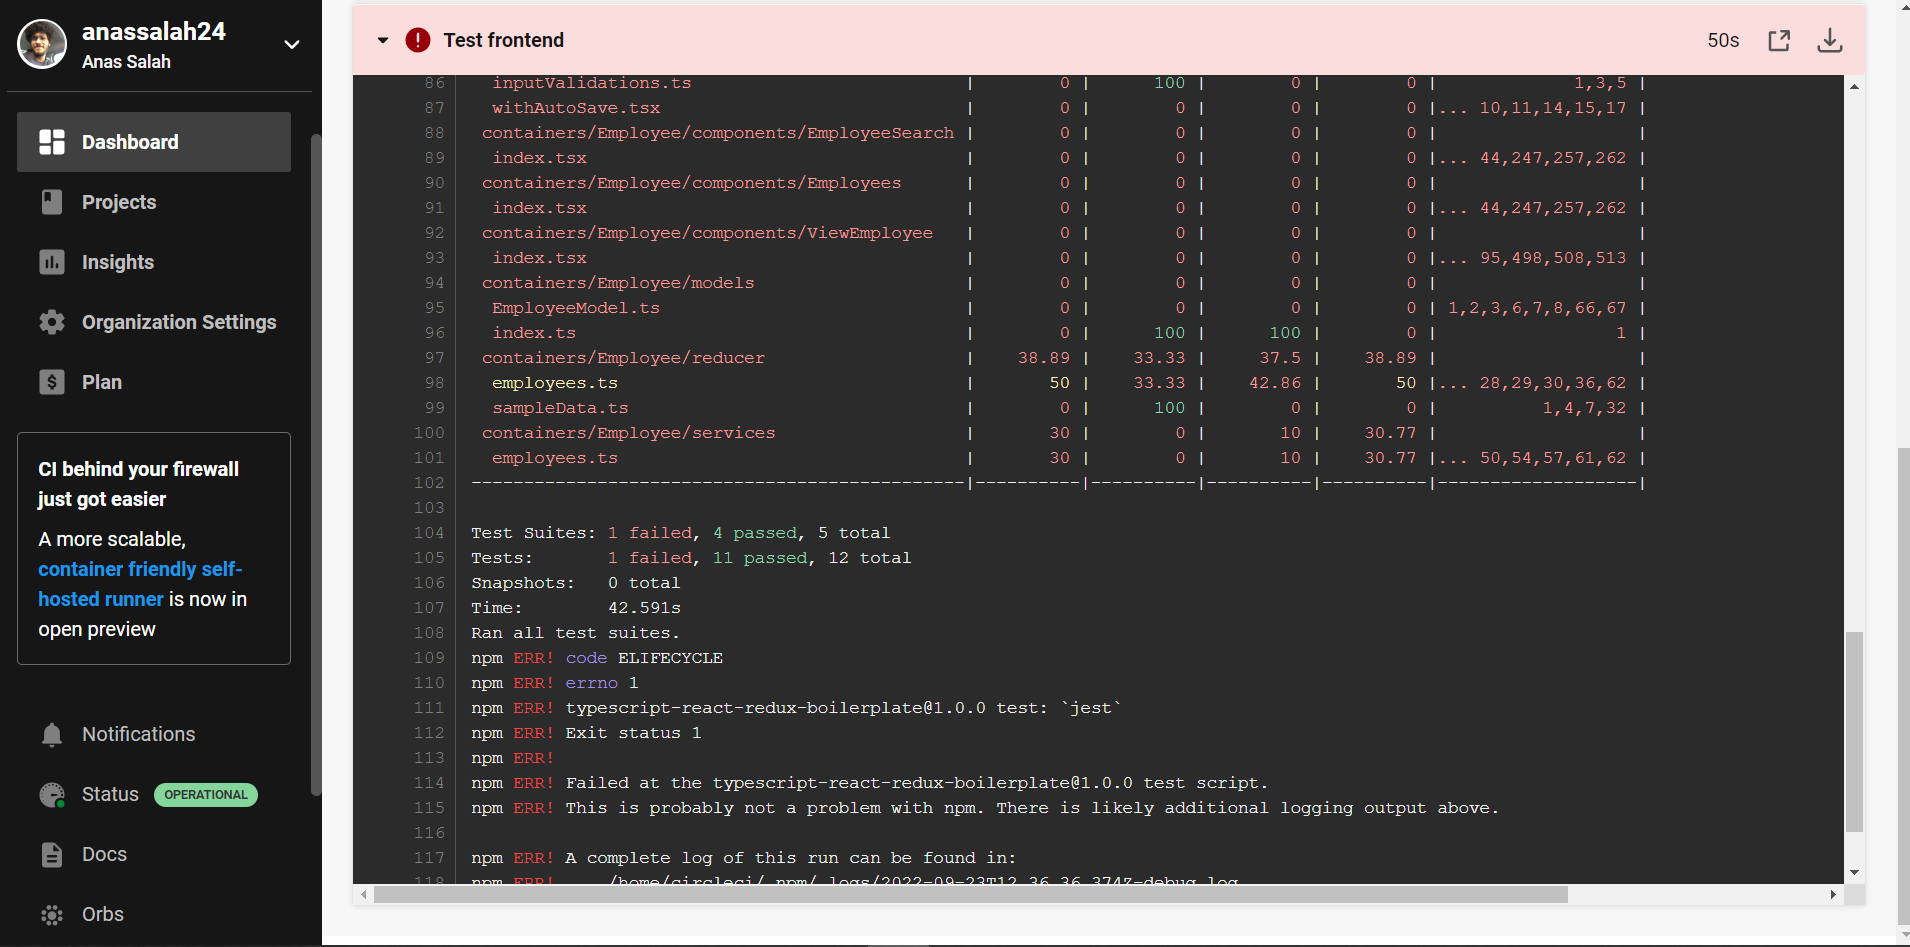 anassalah24
Anas Salah
Dashboard
Projects
Insights
Organization Settings
Plan
CI behind your firewall
just got easier
A more scalable,
container friendly self-
hosted runner is now in
open preview
Notifications
Status OPERATIONAL
Docs
Orbs
Test frontend 50s
86 inputValidations.ts | 0 | 100 | 0 | 0 | 1,3,5 |
87 withAutoSave.tsx | 0 | 0 | 0 | 0 |... 10,11,14,15,17 |
88 containers/Employee/components/EmployeeSearch | 0 | 0 | 0 | 0 | |
89 index.tsx | 0 | 0 | 0 | 0 |... 44,247,257,262 |
90 containers/Employee/components/Employees | 0 | 0 | 0 | 0 | |
91 index.tsx | 0 | 0 | 0 | 0 |... 44,247,257,262 |
92 containers/Employee/components/ViewEmployee | 0 | 0 | 0 | 0 | |
93 index.tsx | 0 | 0 | 0 | 0 |... 95,498,508,513 |
94 containers/Employee/models | 0 | 0 | 0 | 0 | |
95 EmployeeModel.ts | 0 | 0 | 0 | 0 | 1,2,3,6,7,8,66,67 |
96 index.ts | 0 | 100 | 100 | 0 | 1 |
97 containers/Employee/reducer | 38.89 | 33.33 | 37.5 | 38.89 | |
98 employees.ts | 50 | 33.33 | 42.86 | 50 |... 28,29,30,36,62 |
99 sampleData.ts | 0 | 100 | 0 | 0 | 1,4,7,32 |
100 containers/Employee/services | 30 | 0 | 10 | 30.77 | |
101 employees.ts | 30 | 0 | 10 | 30.77 |... 50,54,57,61,62 |
102 -----------------------------------------------|----------|----------|----------|----------|-------------------|
103
104 Test Suites: 1 failed, 4 passed, 5 total
105 Tests: 1 failed, 11 passed, 12 total
106 Snapshots: 0 total
107 Time: 42.591s
108 Ran all test suites.
109 npm ERR! code ELIFECYCLE
110 npm ERR! errno 1
111 npm ERR! typescript-react-redux-boilerplate@1.0.0 test: `jest`
112 npm ERR! Exit status 1
113 npm ERR!
114 npm ERR! Failed at the typescript-react-redux-boilerplate@1.0.0 test script.
115 npm ERR! This is probably not a problem with npm. There is likely additional logging output above.
116
117 npm ERR! A complete log of this run can be found in:
118 npm ERR! /home/circleci/.npm/_logs/2022-09-23T12_36_36_374Z-debug.log